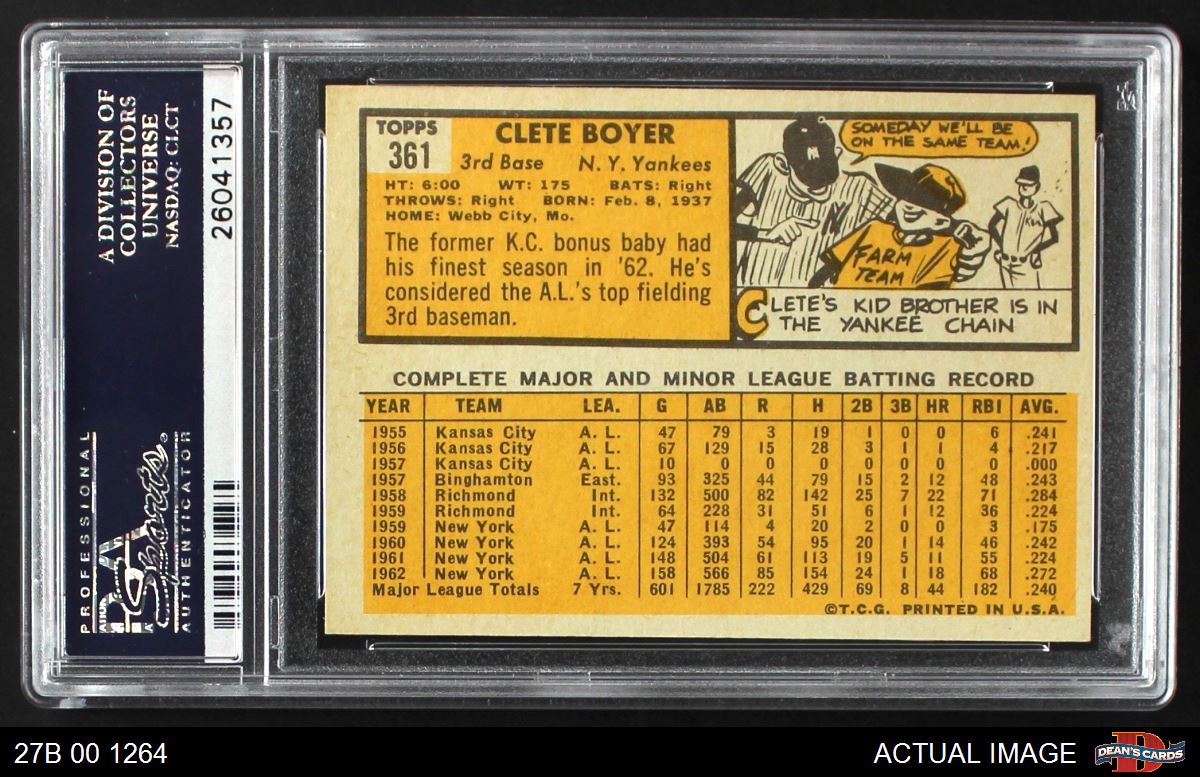 A DIVISION OF
COLLECTORS
UNIVERSE
NASDAQ: CLCT
26041357
PROFESSIONAL
PSA
Sports
AUTHENTICATOR
TOPPS
361
CLETE BOYER
3rd Base N. Y. Yankees
HT: 6:00 WT: 175 BATS: Right
THROWS: Right BORN: Feb. 8, 1937
HOME: Webb City, Mo.
The former K.C. bonus baby had
his finest season in '62. He's
considered the A.L.'s top fielding
3rd baseman.
SOMEDAY WE'LL BE
ON THE SAME TEAM!
FARM
TEAM
CLETE'S KID BROTHER IS IN
THE YANKEE CHAIN
COMPLETE MAJOR AND MINOR LEAGUE BATTING RECORD
YEAR TEAM LEA. G AB R H 2B 3B HR RBI AVG.
1955 Kansas City A. L. 47 79 3 19 1 0 0 6 .241
1956 Kansas City A. L. 67 129 15 28 3 1 1 4 .217
1957 Kansas City A. L. 10 0 0 0 0 0 0 0 .000
1957 Binghamton East. 93 325 44 79 15 2 12 48 .243
1958 Richmond Int. 132 500 82 142 25 7 22 71 .284
1959 Richmond Int. 64 228 31 51 6 1 12 36 .224
1959 New York A. L. 47 114 4 20 2 0 0 3 .175
1960 New York A. L. 124 393 54 95 20 1 14 46 .242
1961 New York A. L. 148 504 61 113 19 5 11 55 .224
1962 New York A. L. 158 566 85 154 24 1 18 68 .272
Major League Totals 7 Yrs. 601 1785 222 429 69 8 44 182 .240
©T.C.G. PRINTED IN U.S.A.
27B 00 1264
ACTUAL IMAGE
DEAN'S CARDS